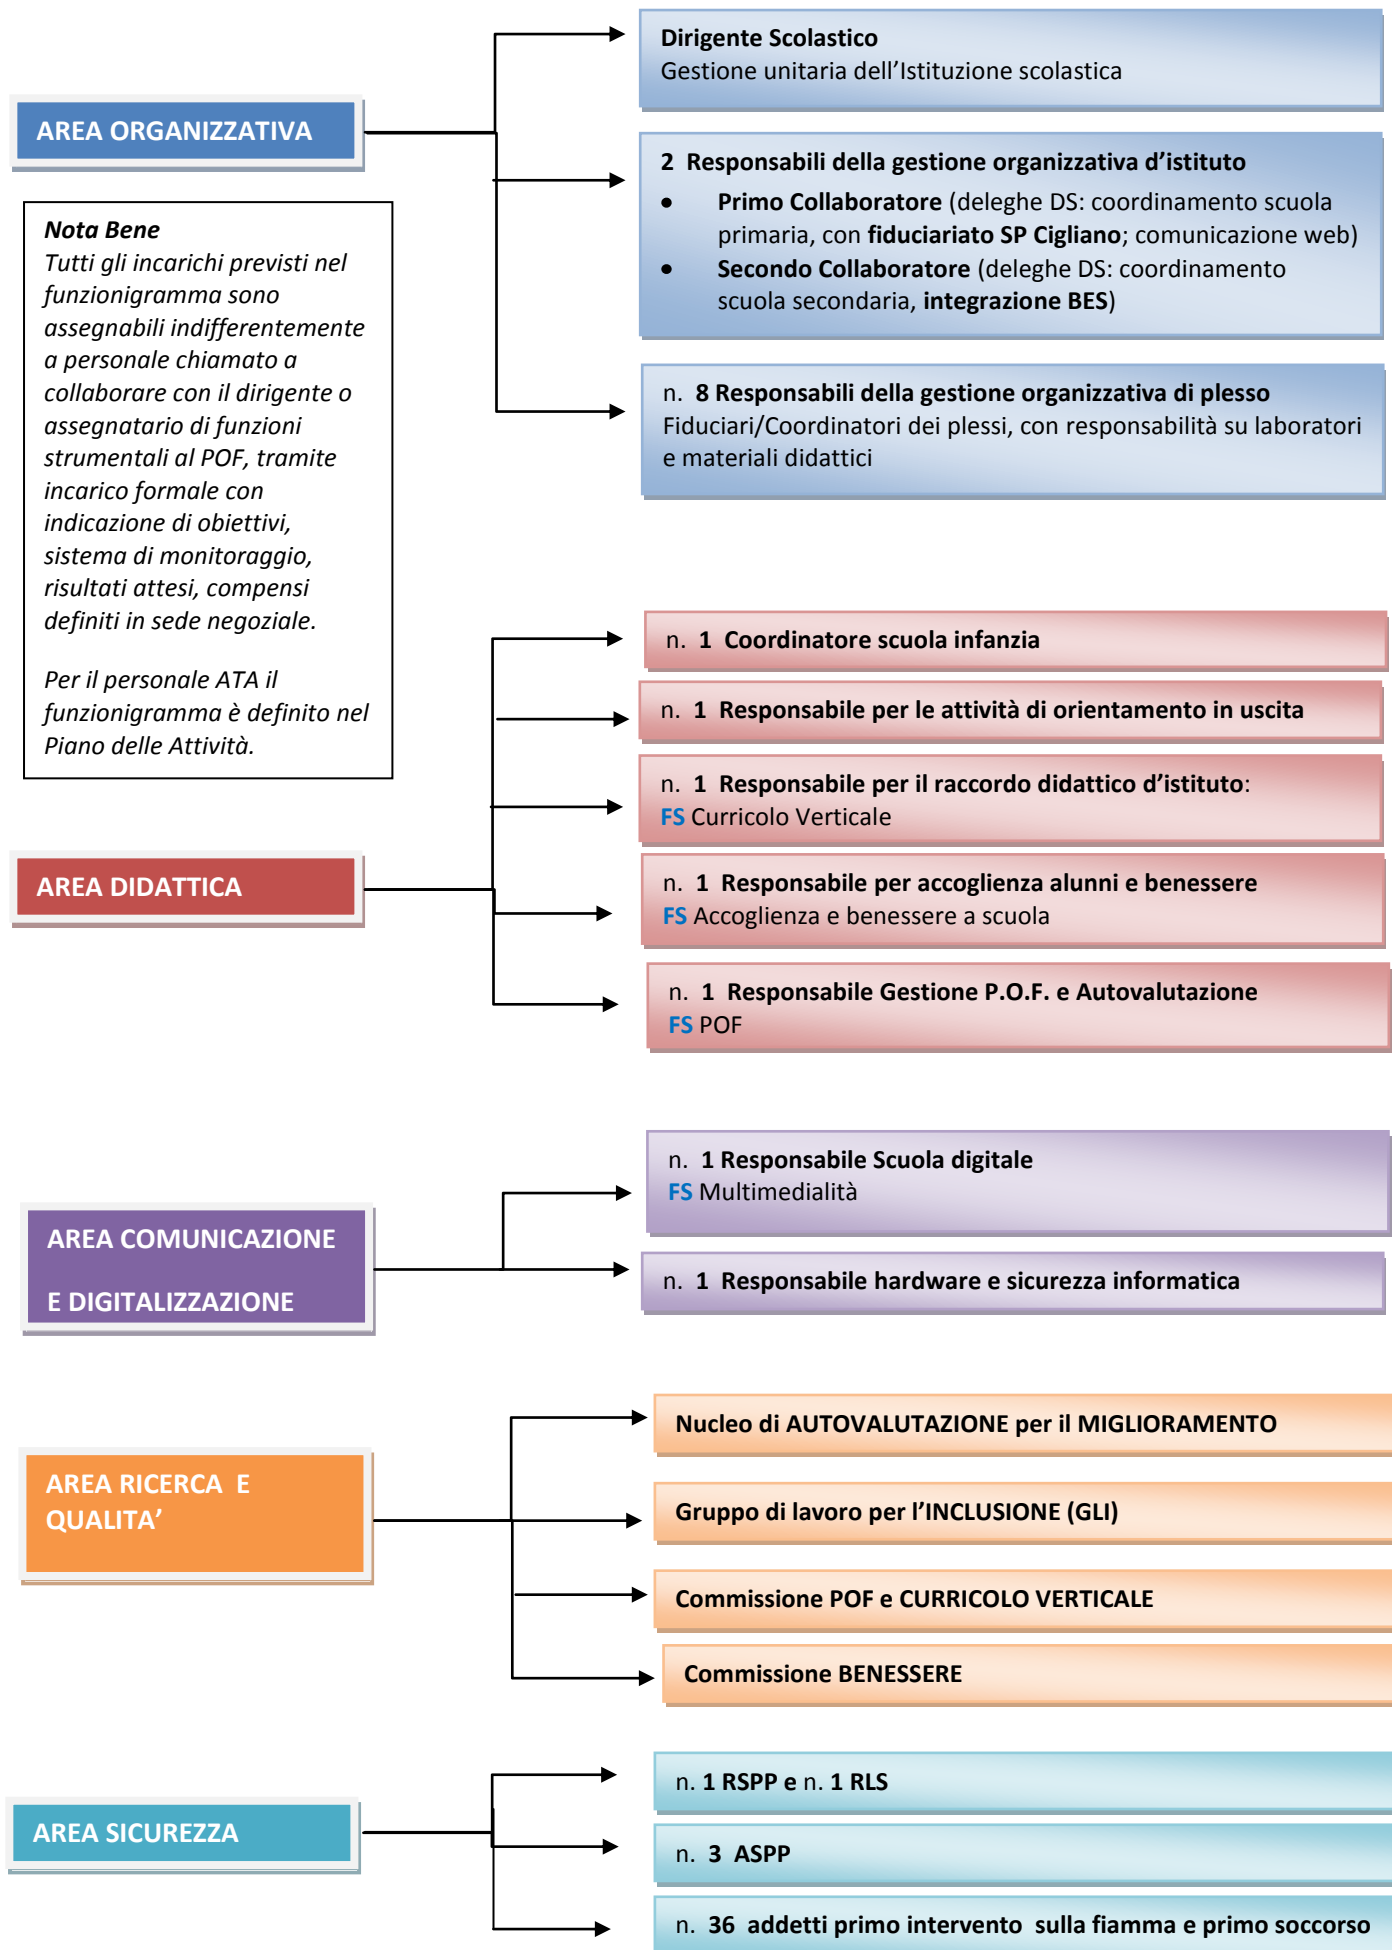 Dirigente Scolastico
Gestione unitaria dell’Istituzione scolastica
AREA ORGANIZZATIVA
2 Responsabili della gestione organizzativa d’istituto
• Primo Collaboratore (deleghe DS: coordinamento scuola
primaria, con fiduciariato SP Cigliano; comunicazione web)
• Secondo Collaboratore (deleghe DS: coordinamento
scuola secondaria, integrazione BES)
n. 8 Responsabili della gestione organizzativa di plesso
Fiduciari/Coordinatori dei plessi, con responsabilità su laboratori
e materiali didattici
Nota Bene
Tutti gli incarichi previsti nel
funzionigramma sono
assegnabili indifferentemente
a personale chiamato a
collaborare con il dirigente o
assegnatario di funzioni
strumentali al POF, tramite
incarico formale con
indicazione di obiettivi,
sistema di monitoraggio,
risultati attesi, compensi
definiti in sede negoziale.
Per il personale ATA il
funzionigramma è definito nel
Piano delle Attività.
AREA DIDATTICA
n. 1 Coordinatore scuola infanzia
n. 1 Responsabile per le attività di orientamento in uscita
n. 1 Responsabile per il raccordo didattico d’istituto:
FS Curricolo Verticale
n. 1 Responsabile per accoglienza alunni e benessere
FS Accoglienza e benessere a scuola
n. 1 Responsabile Gestione P.O.F. e Autovalutazione
FS POF
AREA COMUNICAZIONE
E DIGITALIZZAZIONE
n. 1 Responsabile Scuola digitale
FS Multimedialità
n. 1 Responsabile hardware e sicurezza informatica
AREA RICERCA E
QUALITA’
Nucleo di AUTOVALUTAZIONE per il MIGLIORAMENTO
Gruppo di lavoro per l’INCLUSIONE (GLI)
Commissione POF e CURRICOLO VERTICALE
Commissione BENESSERE
AREA SICUREZZA
n. 1 RSPP e n. 1 RLS
n. 3 ASPP
n. 36 addetti primo intervento sulla fiamma e primo soccorso